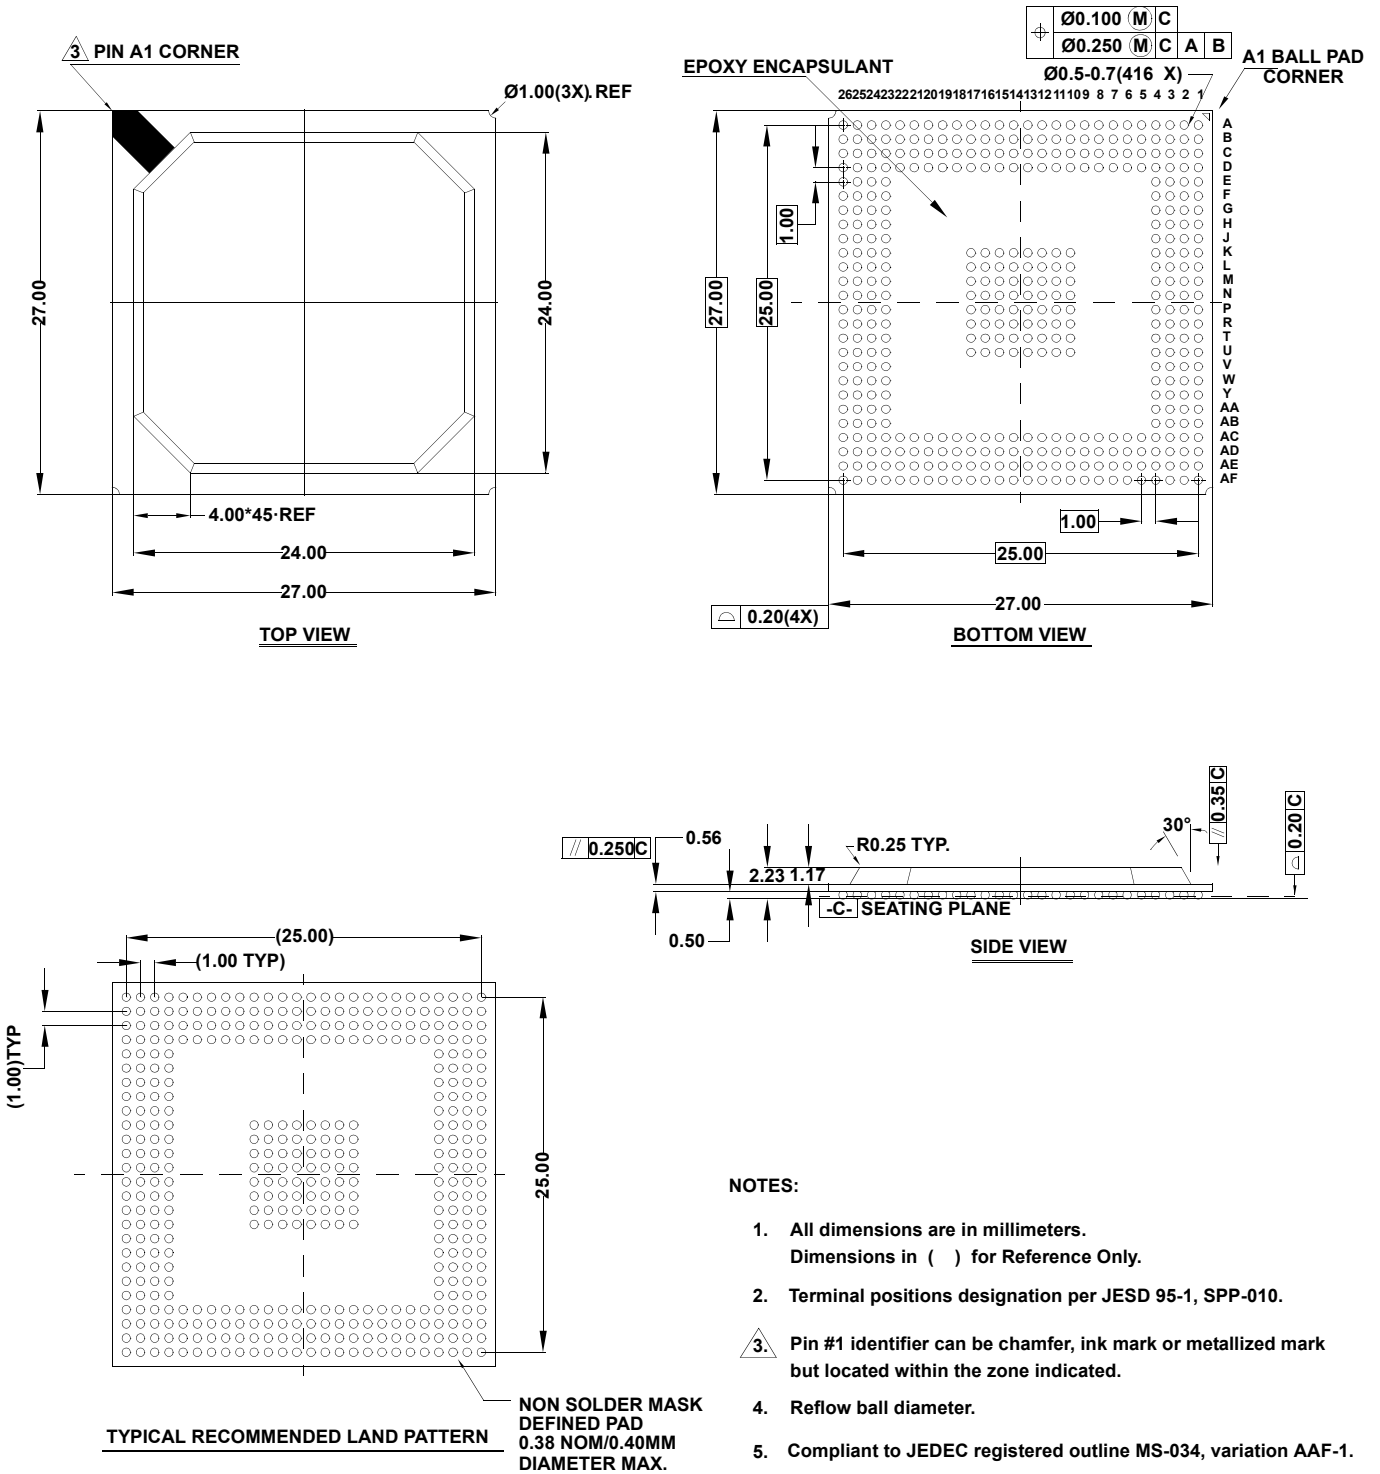 3 PIN A1 CORNER
Ø1.00(3X). REF
27.00
24.00
4.00*45·REF
24.00
27.00
TOP VIEW
Ø0.100 M C
Ø0.250 M C A B
EPOXY ENCAPSULANT
Ø0.5-0.7(416 X)
A1 BALL PAD
CORNER
26 25 24 23 22 21 20 19 18 17 16 15 14 13 12 11 10 9 8 7 6 5 4 3 2 1
A
B
C
D
E
F
G
H
J
K
L
M
N
P
R
T
U
V
W
Y
AA
AB
AC
AD
AE
AF
1.00
27.00
25.00
1.00
25.00
27.00
0.20(4X)
BOTTOM VIEW
// 0.250 C
0.56
2.23 1.17
R0.25 TYP.
30°
// 0.35 C
0.20 C
-C- SEATING PLANE
0.50
SIDE VIEW
(25.00)
(1.00 TYP)
(1.00)TYP
25.00
TYPICAL RECOMMENDED LAND PATTERN
NON SOLDER MASK
DEFINED PAD
0.38 NOM/0.40MM
DIAMETER MAX.
NOTES:
1. All dimensions are in millimeters.
Dimensions in ( ) for Reference Only.
2. Terminal positions designation per JESD 95-1, SPP-010.
3. Pin #1 identifier can be chamfer, ink mark or metallized mark
but located within the zone indicated.
4. Reflow ball diameter.
5. Compliant to JEDEC registered outline MS-034, variation AAF-1.